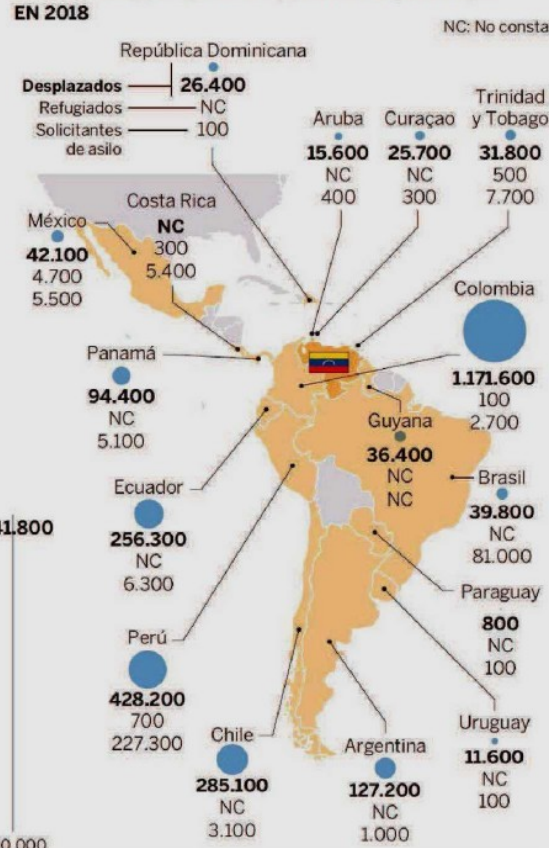 EN 2018
NC: No consta
República Dominicana
Desplazados
26.400
Refugiados
NC
Solicitantes
de asilo
100
Aruba
15.600
NC
400
Curaçao
25.700
NC
300
Trinidad
y Tobago
31.800
500
7.700
México
42.100
4.700
5.500
Costa Rica
NC
300
5.400
Colombia
1.171.600
100
2.700
Panamá
94.400
NC
5.100
Guyana
36.400
NC
NC
Ecuador
256.300
NC
6.300
Brasil
39.800
NC
81.000
Paraguay
800
NC
100
Perú
428.200
700
227.300
Chile
285.100
NC
3.100
Argentina
127.200
NC
1.000
Uruguay
11.600
NC
100